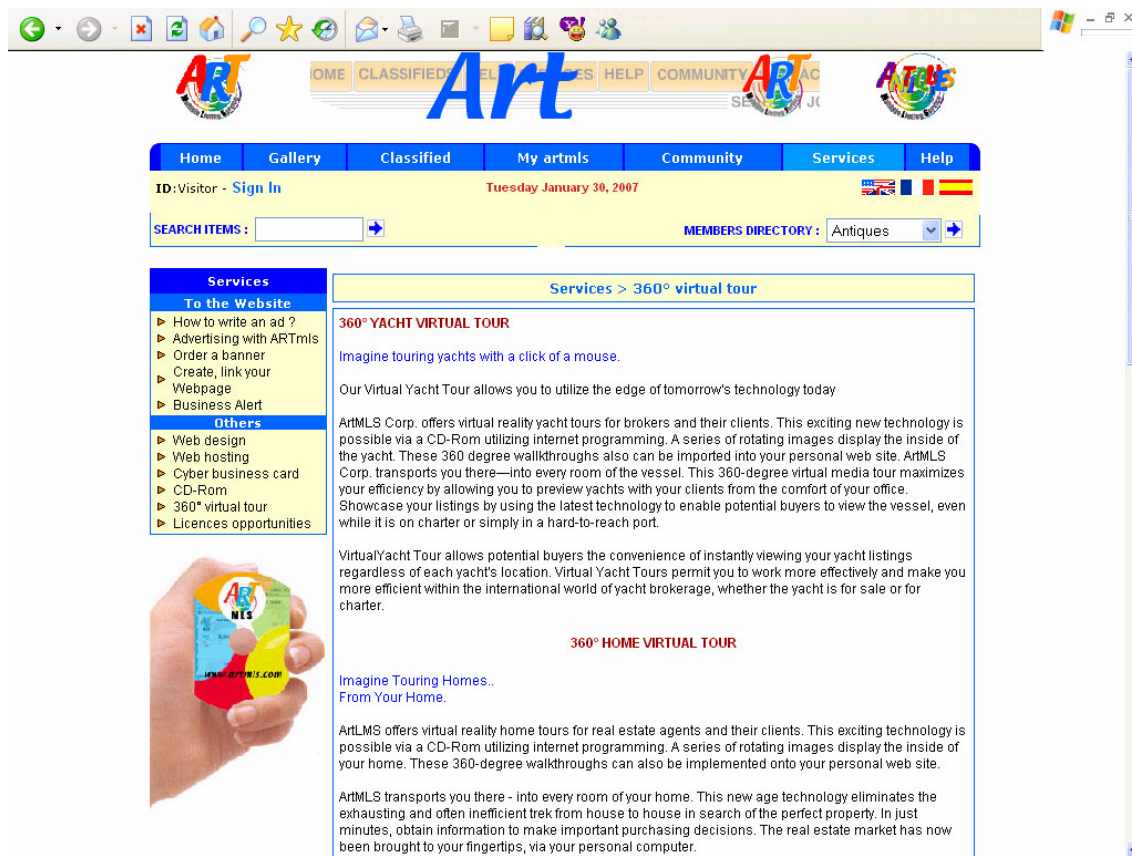 ART
OME CLASSIFIEDS HELP COMMUNITY
Art
ART
Home Gallery Classified My artmls Community Services Help
ID:Visitor - Sign In Tuesday January 30, 2007
SEARCH ITEMS : MEMBERS DIRECTORY : Antiques
Services
To the Website
How to write an ad ?
Advertising with ARTmls
Order a banner
Create, link your
Webpage
Business Alert
Others
Web design
Web hosting
Cyber business card
CD-Rom
360° virtual tour
Licences opportunities
ART
MLS
www.artmls.com
Services > 360° virtual tour
360° YACHT VIRTUAL TOUR
Imagine touring yachts with a click of a mouse.
Our Virtual Yacht Tour allows you to utilize the edge of tomorrow's technology today
ArtMLS Corp. offers virtual reality yacht tours for brokers and their clients. This exciting new technology is
possible via a CD-Rom utilizing internet programming. A series of rotating images display the inside of
the yacht. These 360 degree wallkthroughs also can be imported into your personal web site. ArtMLS
Corp. transports you there—into every room of the vessel. This 360-degree virtual media tour maximizes
your efficiency by allowing you to preview yachts with your clients from the comfort of your office.
Showcase your listings by using the latest technology to enable potential buyers to view the vessel, even
while it is on charter or simply in a hard-to-reach port.
VirtualYacht Tour allows potential buyers the convenience of instantly viewing your yacht listings
regardless of each yacht's location. Virtual Yacht Tours permit you to work more effectively and make you
more efficient within the international world of yacht brokerage, whether the yacht is for sale or for
charter.
360° HOME VIRTUAL TOUR
Imagine Touring Homes..
From Your Home.
ArtLMS offers virtual reality home tours for real estate agents and their clients. This exciting technology is
possible via a CD-Rom utilizing internet programming. A series of rotating images display the inside of
your home. These 360-degree walkthroughs can also be implemented onto your personal web site.
ArtMLS transports you there - into every room of your home. This new age technology eliminates the
exhausting and often inefficient trek from house to house in search of the perfect property. In just
minutes, obtain information to make important purchasing decisions. The real estate market has now
been brought to your fingertips, via your personal computer.